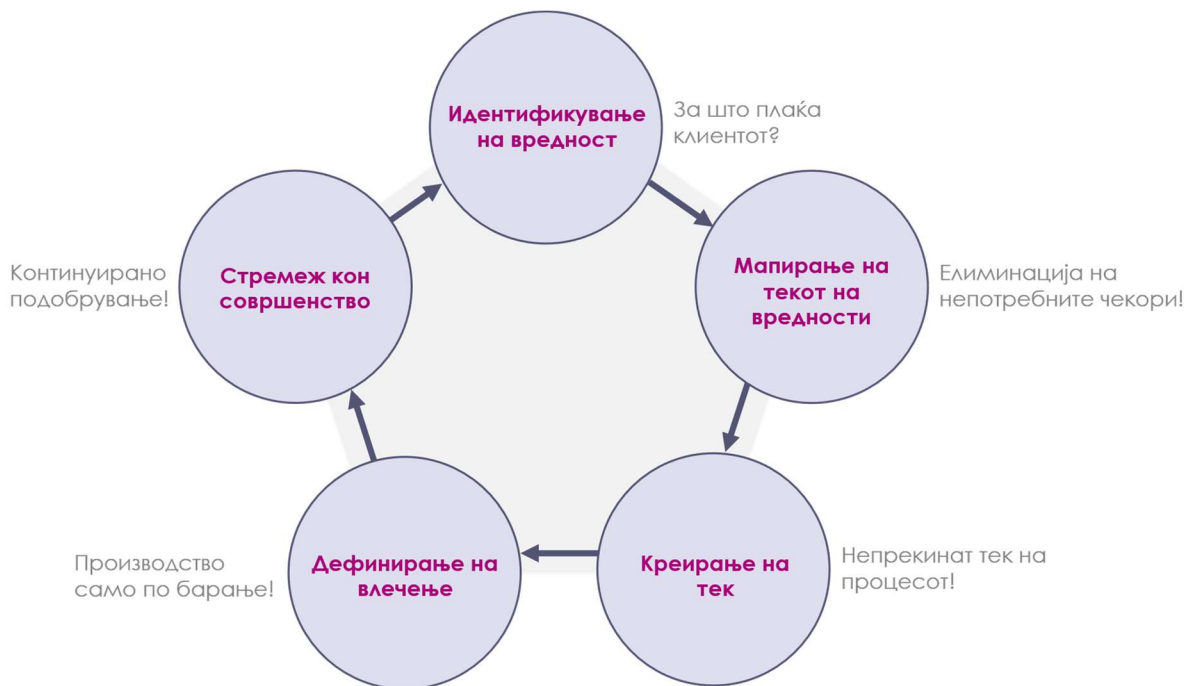 Идентификување
на вредност
За што плаќа
клиентот?
Мапирање на
текот на
вредности
Елиминација на
непотребните чекори!
Креирање на
тек
Непрекинат тек на
процесот!
Дефинирање на
влечење
Производство
само по барање!
Стремеж кон
совршенство
Континуирано
подобрување!